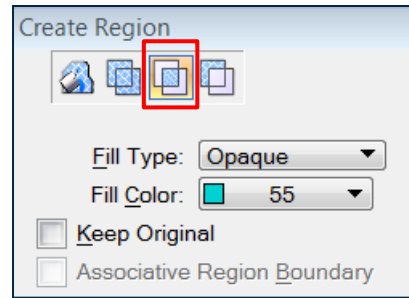 Create Region
Fill Type: Opaque
Fill Color: 55
Keep Original
Associative Region Boundary